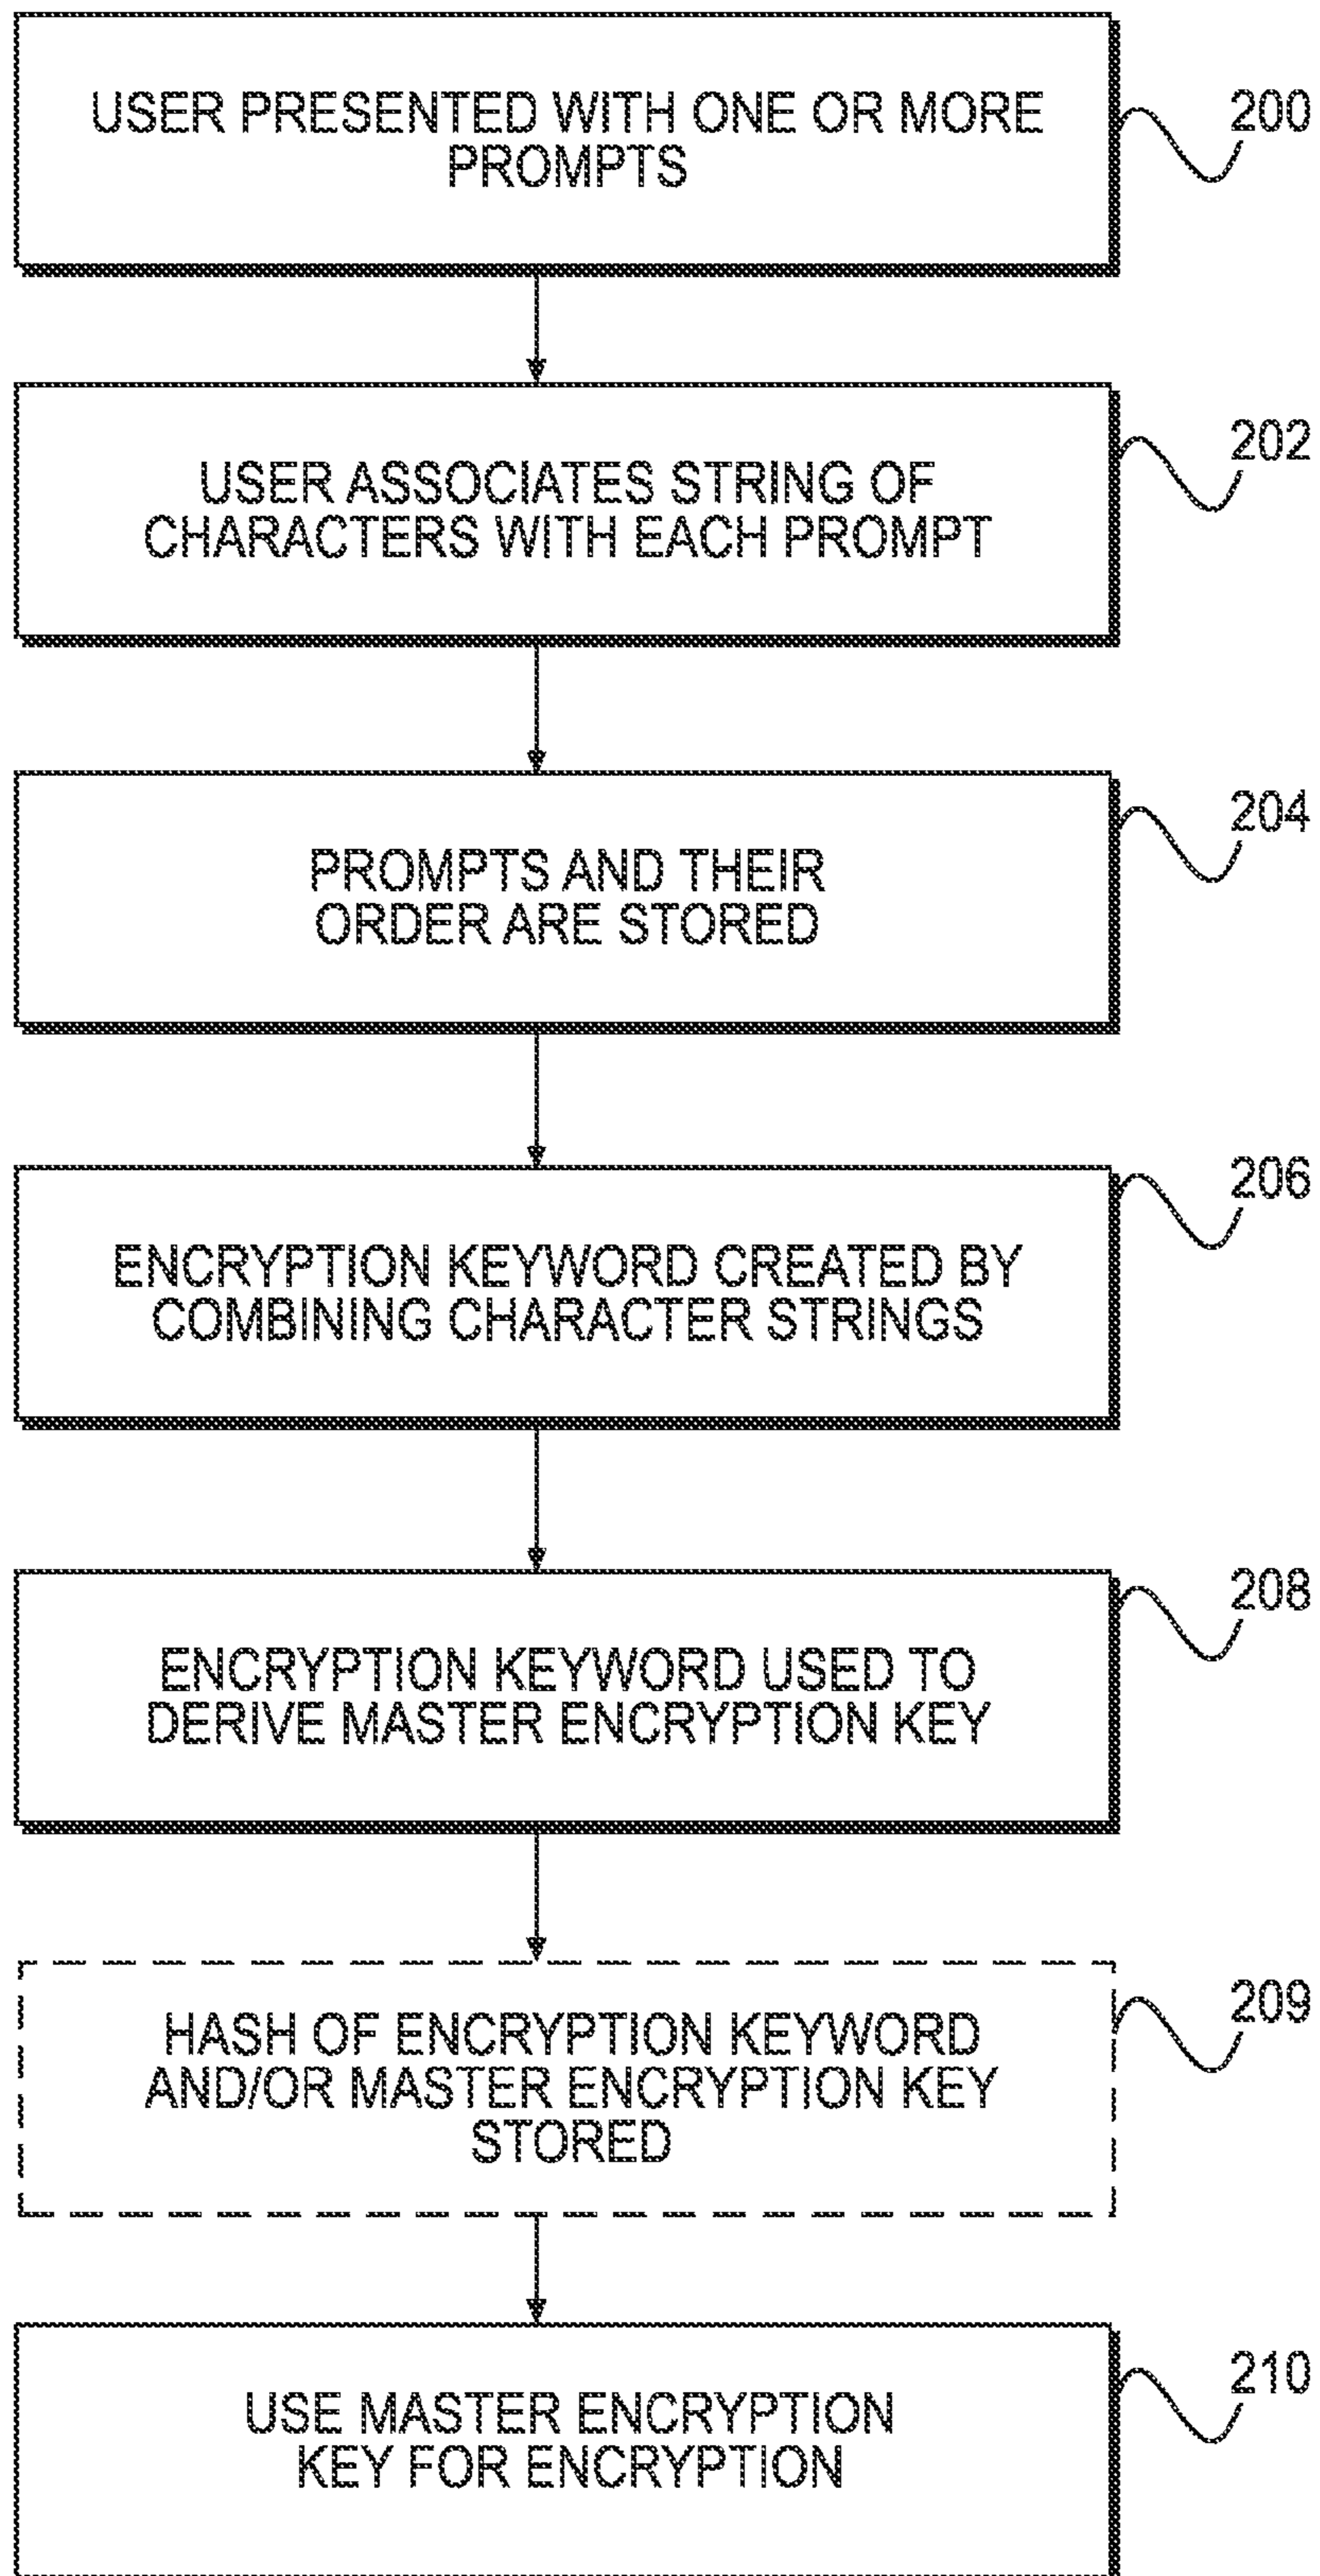 USER PRESENTED WITH ONE OR MORE
PROMPTS
200
USER ASSOCIATES STRING OF
CHARACTERS WITH EACH PROMPT
202
PROMPTS AND THEIR
ORDER ARE STORED
204
ENCRYPTION KEYWORD CREATED BY
COMBINING CHARACTER STRINGS
206
ENCRYPTION KEYWORD USED TO
DERIVE MASTER ENCRYPTION KEY
208
HASH OF ENCRYPTION KEYWORD
AND/OR MASTER ENCRYPTION KEY
STORED
209
USE MASTER ENCRYPTION
KEY FOR ENCRYPTION
210